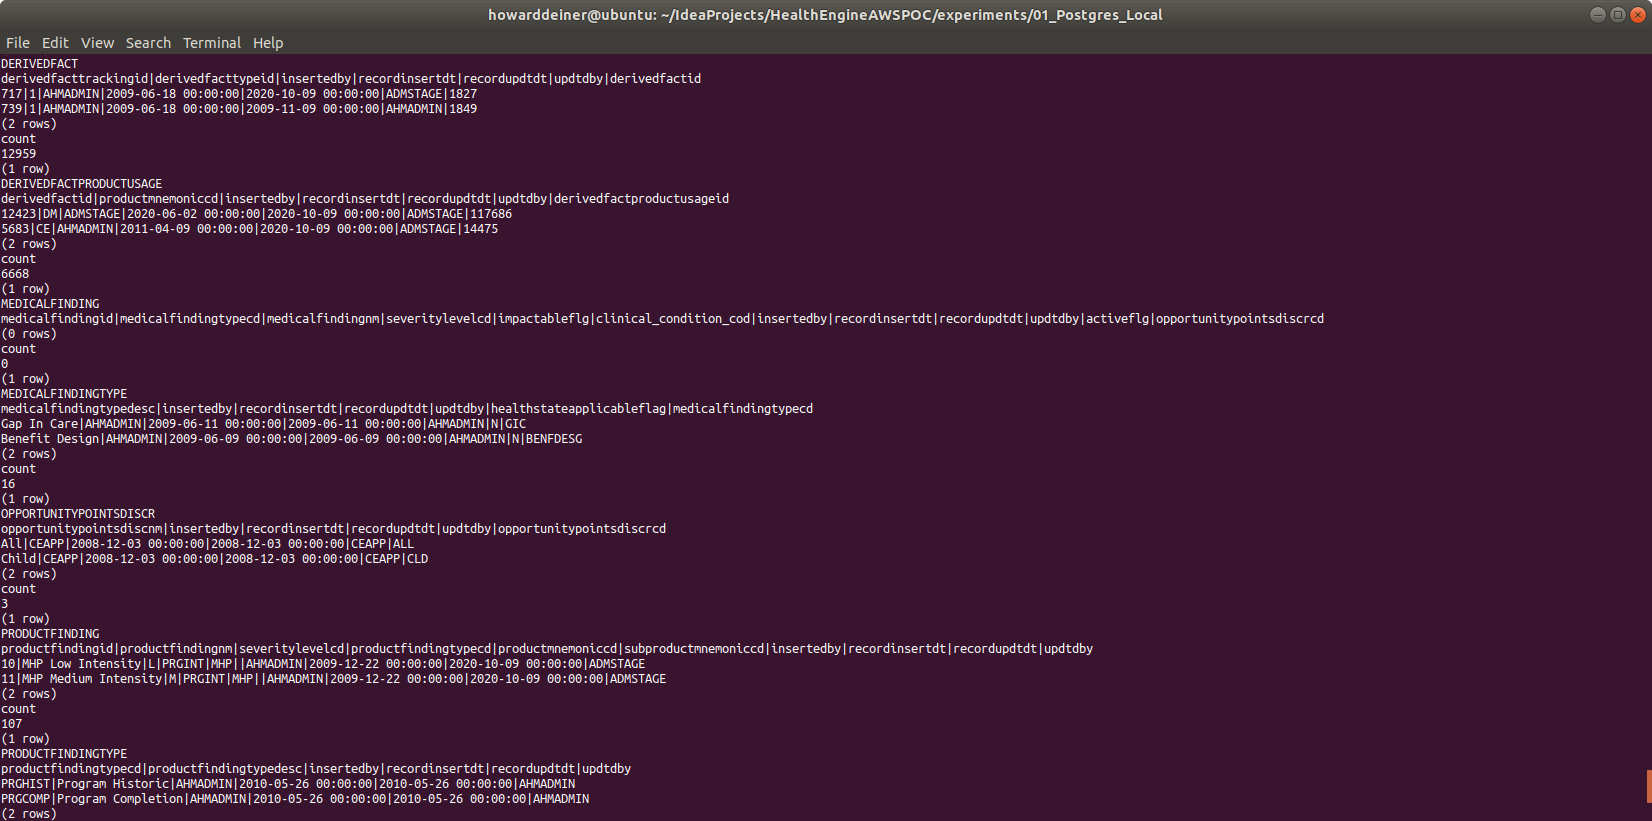 howarddeiner@ubuntu: ~/IdeaProjects/HealthEngineAWSPOC/experiments/01_Postgres_Local
File Edit View Search Terminal Help
DERIVEDFACT
derivedfacttrackingid|derivedfacttypeid|insertedby|recordinsertdt|recordupdtdt|updtdby|derivedfactid
717|1|AHMADMIN|2009-06-18 00:00:00|2020-10-09 00:00:00|ADMSTAGE|1827
739|1|AHMADMIN|2009-06-18 00:00:00|2009-11-09 00:00:00|AHMADMIN|1849
(2 rows)
count
12959
(1 row)
DERIVEDFACTPRODUCTUSAGE
derivedfactid|productmnemoniccd|insertedby|recordinsertdt|recordupdtdt|updtdby|derivedfactproductusageid
12423|DM|ADMSTAGE|2020-06-02 00:00:00|2020-10-09 00:00:00|ADMSTAGE|117686
5683|CE|AHMADMIN|2011-04-09 00:00:00|2020-10-09 00:00:00|ADMSTAGE|14475
(2 rows)
count
6668
(1 row)
MEDICALFINDING
medicalfindingid|medicalfindingtypecd|medicalfindingnm|severitylevelcd|impactableflg|clinical_condition_cod|insertedby|recordinsertdt|recordupdtdt|updtdby|activeflg|opportunitypointsdiscrcd
(0 rows)
count
0
(1 row)
MEDICALFINDINGTYPE
medicalfindingtypedesc|insertedby|recordinsertdt|recordupdtdt|updtdby|healthstateapplicableflag|medicalfindingtypecd
Gap In Care|AHMADMIN|2009-06-11 00:00:00|2009-06-11 00:00:00|AHMADMIN|N|GIC
Benefit Design|AHMADMIN|2009-06-09 00:00:00|2009-06-09 00:00:00|AHMADMIN|N|BENFDESG
(2 rows)
count
16
(1 row)
OPPORTUNITYPOINTSDISCR
opportunitypointsdiscnm|insertedby|recordinsertdt|recordupdtdt|updtdby|opportunitypointsdiscrcd
All|CEAPP|2008-12-03 00:00:00|2008-12-03 00:00:00|CEAPP|ALL
Child|CEAPP|2008-12-03 00:00:00|2008-12-03 00:00:00|CEAPP|CLD
(2 rows)
count
3
(1 row)
PRODUCTFINDING
productfindingid|productfindingnm|severitylevelcd|productfindingtypecd|productmnemoniccd|subproductmnemoniccd|insertedby|recordinsertdt|recordupdtdt|updtdby
10|MHP Low Intensity|L|PRGINT|MHP||AHMADMIN|2009-12-22 00:00:00|2020-10-09 00:00:00|ADMSTAGE
11|MHP Medium Intensity|M|PRGINT|MHP||AHMADMIN|2009-12-22 00:00:00|2020-10-09 00:00:00|ADMSTAGE
(2 rows)
count
107
(1 row)
PRODUCTFINDINGTYPE
productfindingtypecd|productfindingtypedesc|insertedby|recordinsertdt|recordupdtdt|updtdby
PRGHIST|Program Historic|AHMADMIN|2010-05-26 00:00:00|2010-05-26 00:00:00|AHMADMIN
PRGCOMP|Program Completion|AHMADMIN|2010-05-26 00:00:00|2010-05-26 00:00:00|AHMADMIN
(2 rows)